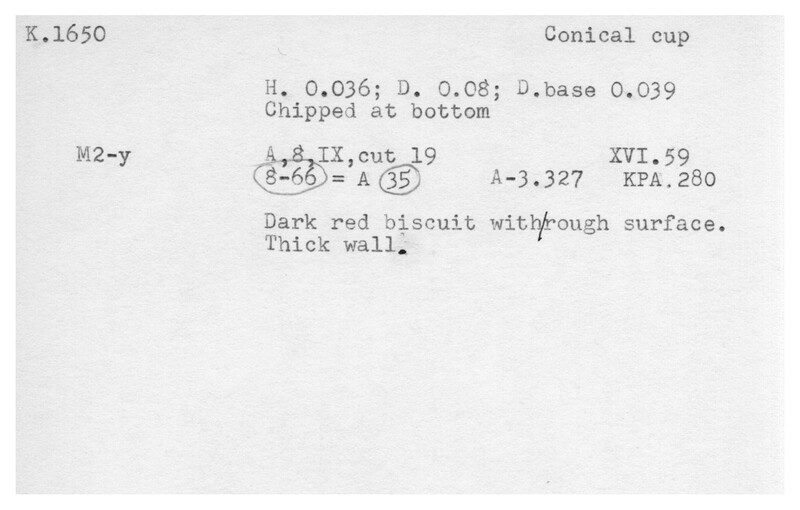 K.1650 Conical cup
H. 0.036; D. 0.08; D.base 0.039
Chipped at bottom
M2-y A,8,IX,cut 19 XVI.59
8-66 = A 35 A-3.327 KPA.280
Dark red biscuit with/rough surface.
Thick wall.